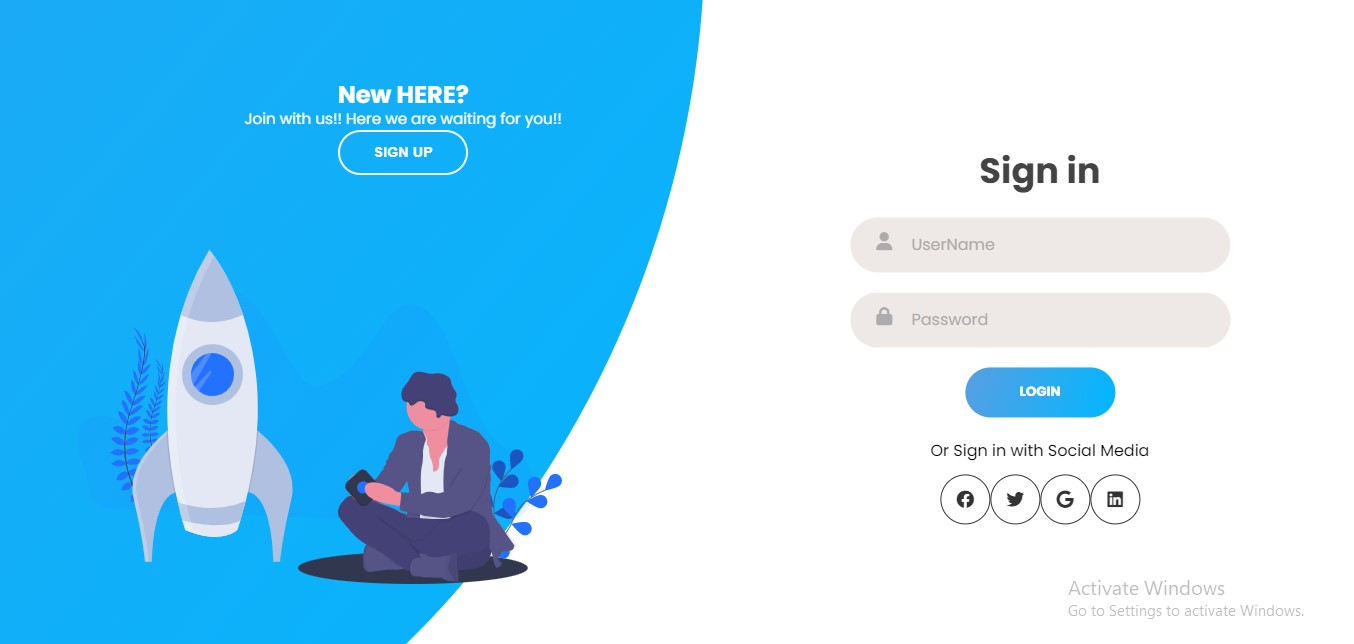 New HERE?
Join with us!! Here we are waiting for you!!
SIGN UP
Sign in
UserName
Password
LOGIN
Or Sign in with Social Media
Activate Windows
Go to Settings to activate Windows.